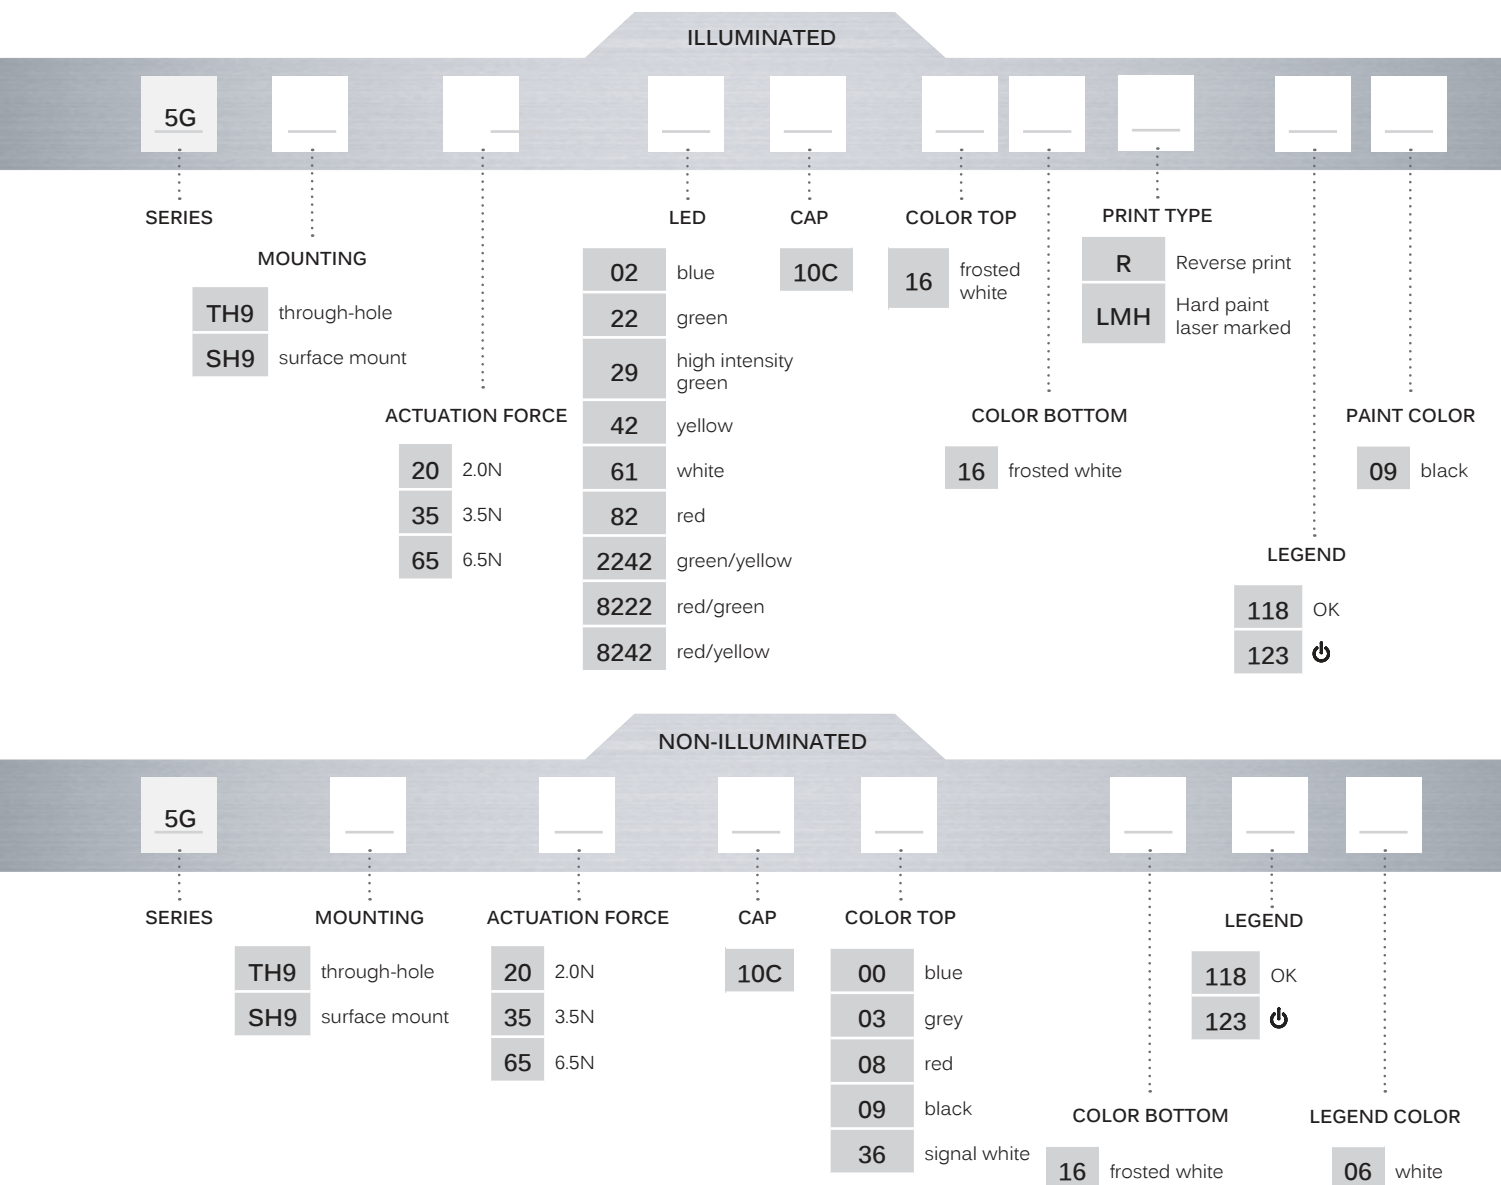 ILLUMINATED
5G
SERIES
MOUNTING
TH9 through-hole
SH9 surface mount
ACTUATION FORCE
20 2.0N
35 3.5N
65 6.5N
LED
02 blue
22 green
29 high intensity
green
42 yellow
61 white
82 red
2242 green/yellow
8222 red/green
8242 red/yellow
CAP
10C
COLOR TOP
16 frosted
white
COLOR BOTTOM
16 frosted white
PRINT TYPE
R Reverse print
LMH Hard paint
laser marked
LEGEND
118 OK
123
PAINT COLOR
09 black
NON-ILLUMINATED
5G
SERIES
MOUNTING
TH9 through-hole
SH9 surface mount
ACTUATION FORCE
20 2.0N
35 3.5N
65 6.5N
CAP
10C
COLOR TOP
00 blue
03 grey
08 red
09 black
36 signal white
COLOR BOTTOM
16 frosted white
LEGEND
118 OK
123
LEGEND COLOR
06 white